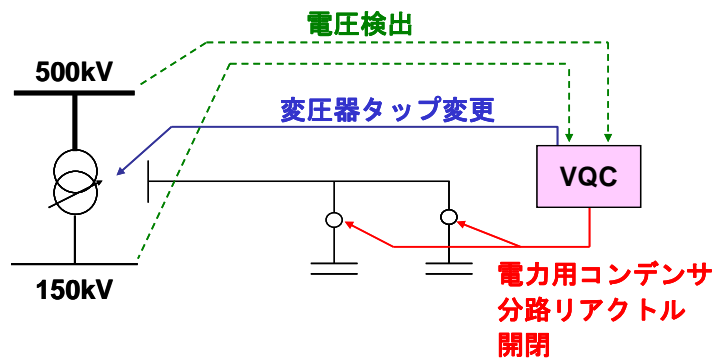 電圧検出
500kV
変圧器タップ変更
VQC
150kV
電力用コンデンサ
分路リアクトル
開閉